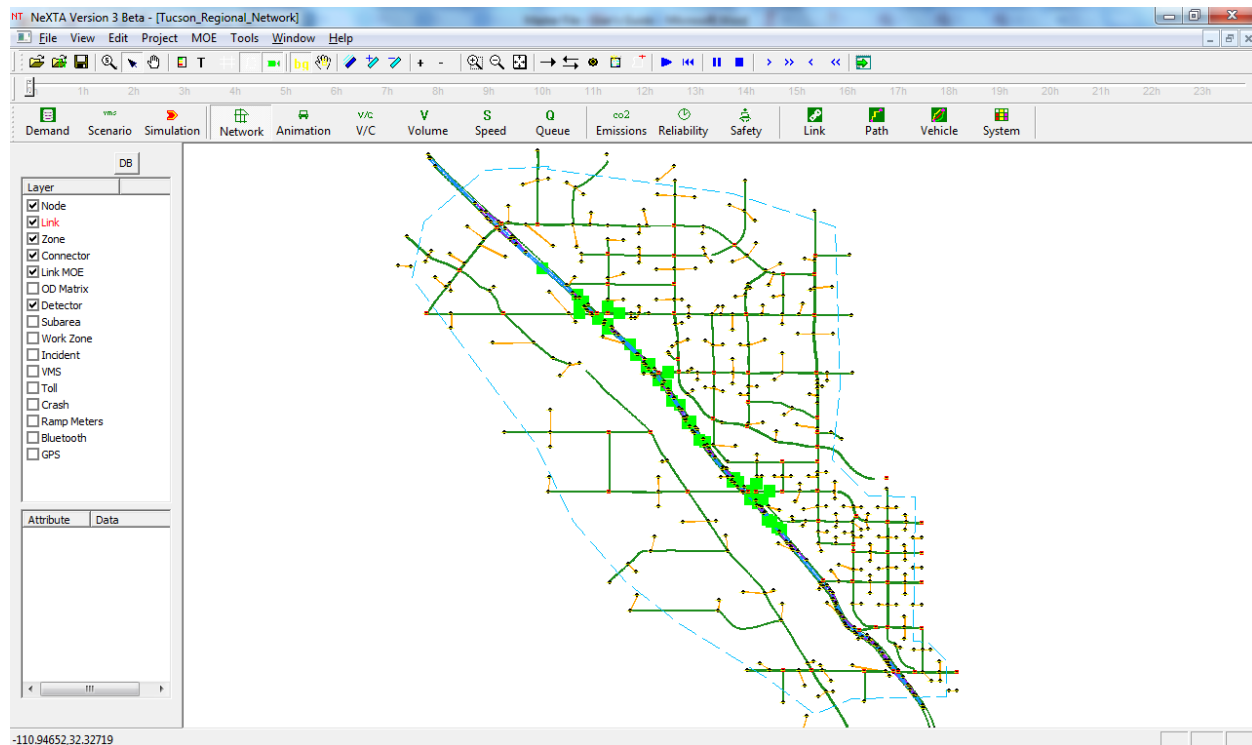 NeXTA Version 3 Beta - [Tucson_Regional_Network]
File View Edit Project MOE Tools Window Help
T bg + -
1h 2h 3h 4h 5h 6h 7h 8h 9h 10h 11h 12h 13h 14h 15h 16h 17h 18h 19h 20h 21h 22h 23h
vms V/C V S Q co2
Demand Scenario Simulation Network Animation V/C Volume Speed Queue Emissions Reliability Safety Link Path Vehicle System
DB
Layer
Node
Link
Zone
Connector
Link MOE
OD Matrix
Detector
Subarea
Work Zone
Incident
VMS
Toll
Crash
Ramp Meters
Bluetooth
GPS
Attribute Data
-110.94652,32.32719